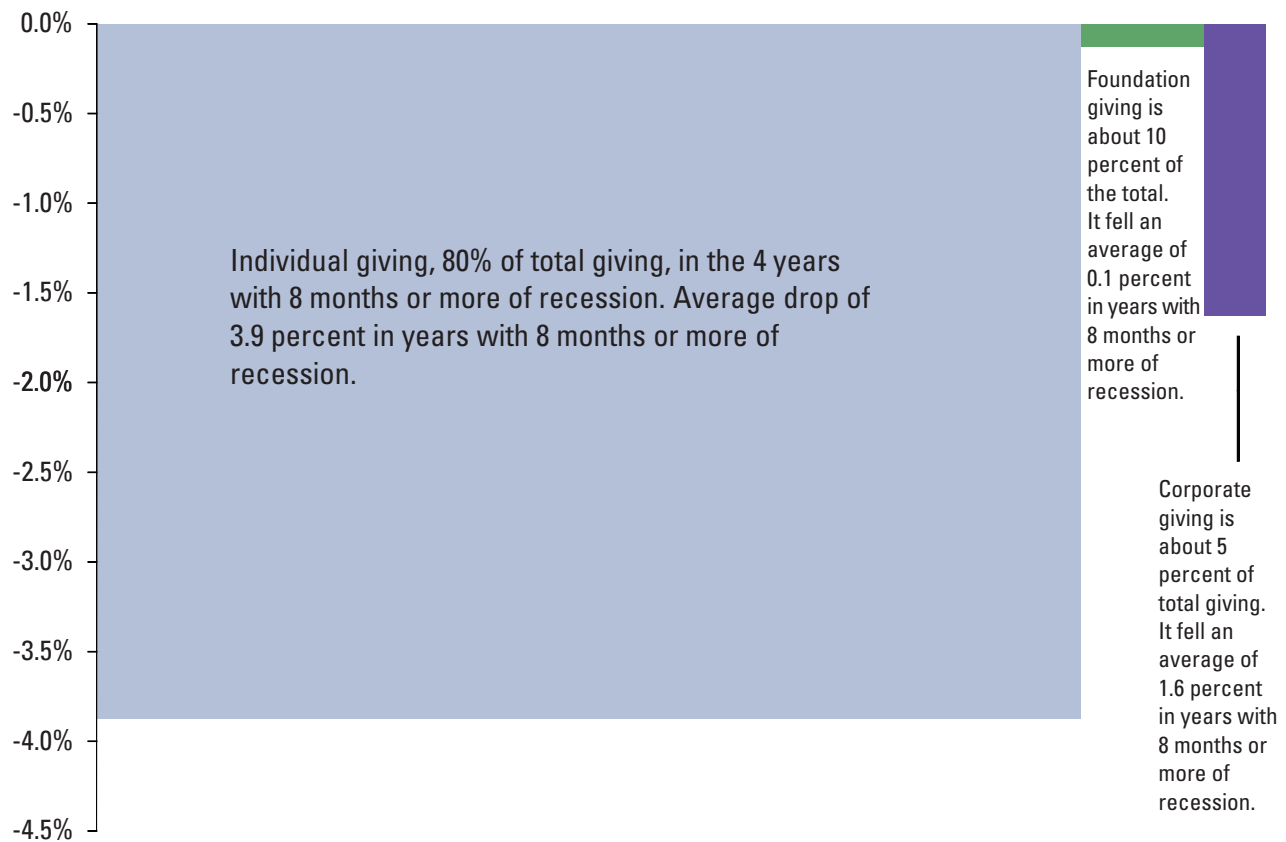 0.0%
-0.5%
-1.0%
-1.5%
-2.0%
-2.5%
-3.0%
-3.5%
-4.0%
-4.5%
Individual giving, 80% of total giving, in the 4 years
with 8 months or more of recession. Average drop of
3.9 percent in years with 8 months or more of
recession.
Foundation
giving is
about 10
percent of
the total.
It fell an
average of
0.1 percent
in years with
8 months or
more of
recession.
Corporate
giving is
about 5
percent of
total giving.
It fell an
average of
1.6 percent
in years with
8 months or
more of
recession.